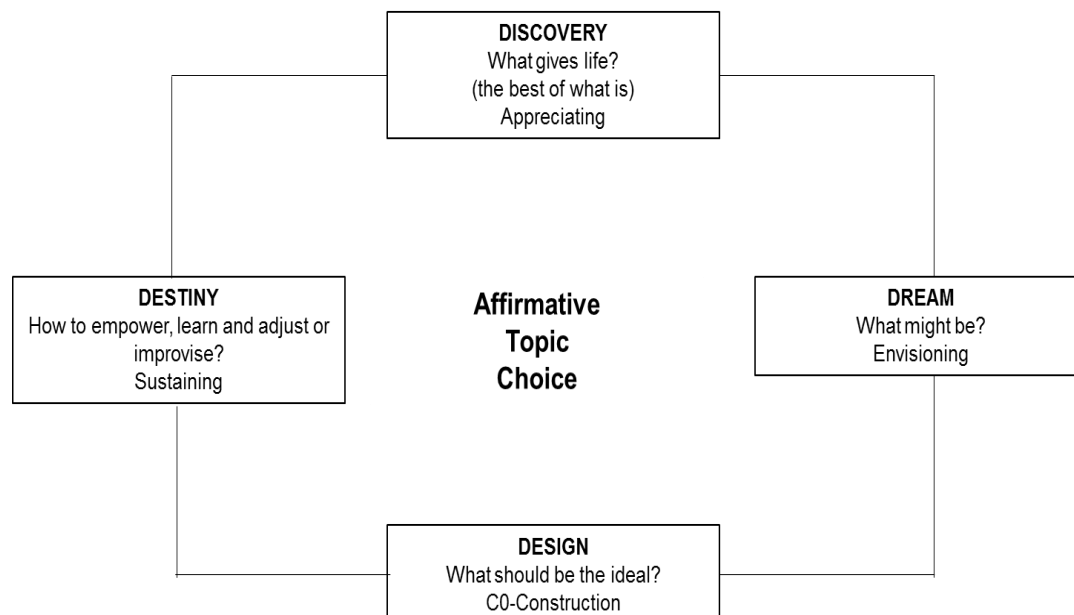 DISCOVERY
What gives life?
(the best of what is)
Appreciating
DESTINY
How to empower, learn and adjust or
improvise?
Sustaining
Affirmative
Topic
Choice
DREAM
What might be?
Envisioning
DESIGN
What should be the ideal?
C0-Construction